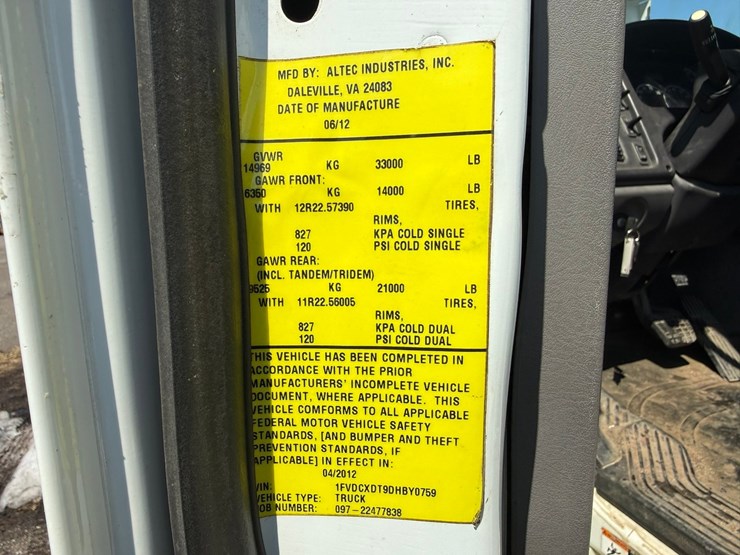 MFD BY: ALTEC INDUSTRIES, INC.
DALEVILLE, VA 24083
DATE OF MANUFACTURE
06/12
GVWR
14969 KG 33000 LB
GAWR FRONT:
6350 KG 14000 LB
WITH 12R22.57390 TIRES,
RIMS,
827 KPA COLD SINGLE
120 PSI COLD SINGLE
GAWR REAR:
(INCL. TANDEM/TRIDEM)
9525 KG 21000 LB
WITH 11R22.56005 TIRES,
RIMS,
827 KPA COLD DUAL
120 PSI COLD DUAL
THIS VEHICLE HAS BEEN COMPLETED IN
ACCORDANCE WITH THE PRIOR
MANUFACTURERS' INCOMPLETE VEHICLE
DOCUMENT, WHERE APPLICABLE. THIS
VEHICLE COMFORMS TO ALL APPLICABLE
FEDERAL MOTOR VEHICLE SAFETY
STANDARDS, [AND BUMPER AND THEFT
PREVENTION STANDARDS, IF
APPLICABLE] IN EFFECT IN:
04/2012
VIN: 1FVDCXDT9DHBY0759
VEHICLE TYPE: TRUCK
JOB NUMBER: 097-22477838